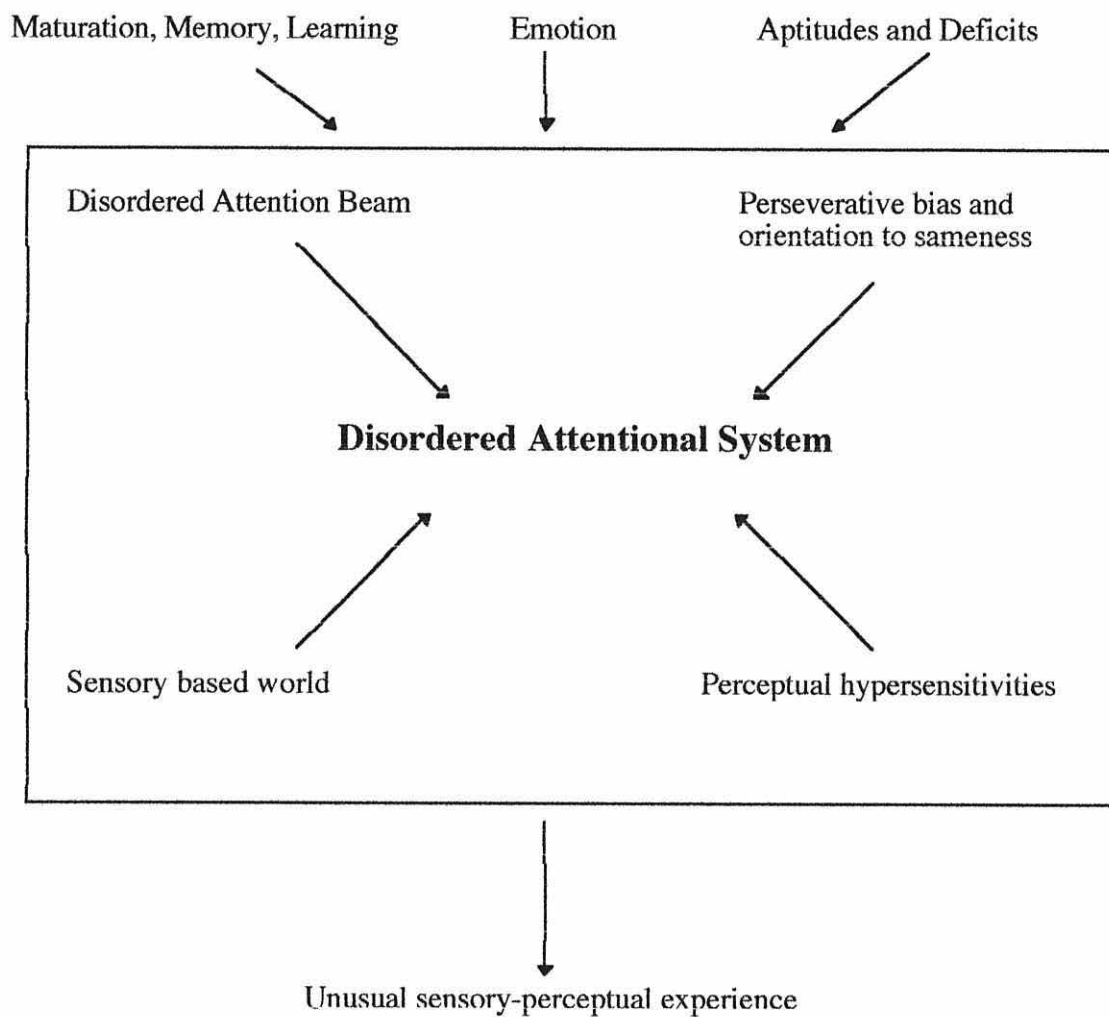 Maturation, Memory, Learning
Emotion
Aptitudes and Deficits
Disordered Attention Beam
Perseverative bias and
orientation to sameness
Disordered Attentional System
Sensory based world
Perceptual hypersensitivities
Unusual sensory-perceptual experience